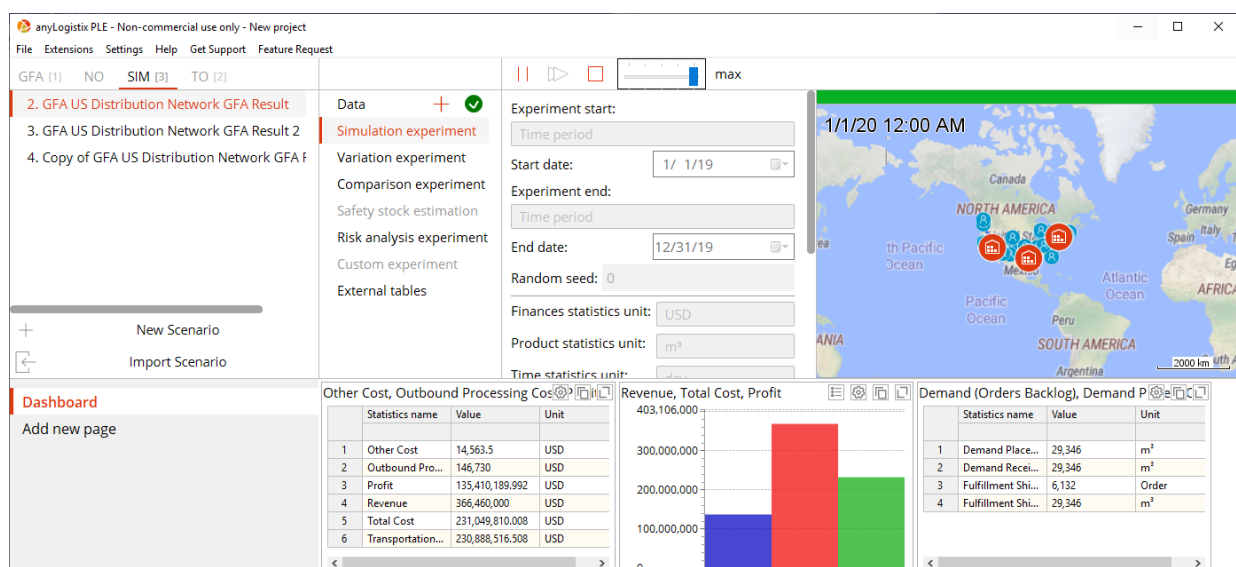 anyLogistix PLE - Non-commercial use only - New project
File Extensions Settings Help Get Support Feature Request
GFA [1] NO SIM [3] TO [2]
max
2. GFA US Distribution Network GFA Result
3. GFA US Distribution Network GFA Result 2
4. Copy of GFA US Distribution Network GFA F
New Scenario
Import Scenario
Data
Simulation experiment
Variation experiment
Comparison experiment
Safety stock estimation
Risk analysis experiment
Custom experiment
External tables
Experiment start:
Time period
Start date: 1/ 1/19
Experiment end:
Time period
End date: 12/31/19
Random seed: 0
Finances statistics unit: USD
Product statistics unit: m³
Time statistics unit: day
1/1/20 12:00 AM
Canada
NORTH AMERICA
Germany
Spain Italy
ea
th Pacific
Ocean
Mexico
Atlantic
Ocean
Eg
AFRICA
Pacific
Ocean
Peru
ANIA
SOUTH AMERICA
2000 km
uth A
Argentina
Dashboard
Add new page
Other Cost, Outbound Processing Cos
Statistics name Value Unit
1 Other Cost 14,563.5 USD
2 Outbound Pro... 146,730 USD
3 Profit 135,410,189.992 USD
4 Revenue 366,460,000 USD
5 Total Cost 231,049,810.008 USD
6 Transportation... 230,888,516.508 USD
Revenue, Total Cost, Profit
403,106,000
300,000,000
200,000,000
100,000,000
0
Demand (Orders Backlog), Demand P
Statistics name Value Unit
1 Demand Place... 29,346 m³
2 Demand Recei... 29,346 m³
3 Fulfillment Shi... 6,132 Order
4 Fulfillment Shi... 29,346 m³